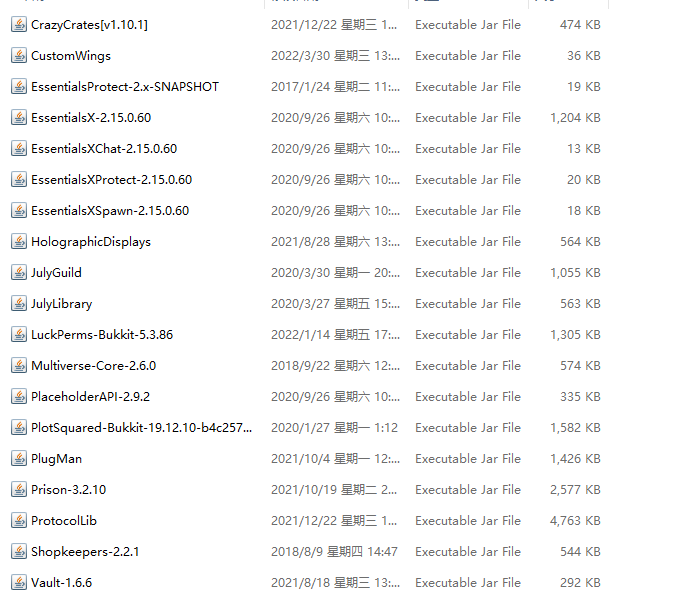 CrazyCrates[v1.10.1] 2021/12/22 星期三 1... Executable Jar File 474 KB
CustomWings 2022/3/30 星期三 13:... Executable Jar File 36 KB
EssentialsProtect-2.x-SNAPSHOT 2017/1/24 星期二 11:... Executable Jar File 19 KB
EssentialsX-2.15.0.60 2020/9/26 星期六 10:... Executable Jar File 1,204 KB
EssentialsXChat-2.15.0.60 2020/9/26 星期六 10:... Executable Jar File 13 KB
EssentialsXProtect-2.15.0.60 2020/9/26 星期六 10:... Executable Jar File 20 KB
EssentialsXSpawn-2.15.0.60 2020/9/26 星期六 10:... Executable Jar File 18 KB
HolographicDisplays 2021/8/28 星期六 13:... Executable Jar File 564 KB
JulyGuild 2020/3/30 星期一 20:... Executable Jar File 1,055 KB
JulyLibrary 2020/3/27 星期五 15:... Executable Jar File 563 KB
LuckPerms-Bukkit-5.3.86 2022/1/14 星期五 17:... Executable Jar File 1,305 KB
Multiverse-Core-2.6.0 2018/9/22 星期六 12:... Executable Jar File 574 KB
PlaceholderAPI-2.9.2 2020/9/26 星期六 10:... Executable Jar File 335 KB
PlotSquared-Bukkit-19.12.10-b4c257... 2020/1/27 星期一 1:12 Executable Jar File 1,582 KB
PlugMan 2021/10/4 星期一 12:... Executable Jar File 1,426 KB
Prison-3.2.10 2021/10/19 星期二 2... Executable Jar File 2,577 KB
ProtocolLib 2021/12/22 星期三 1... Executable Jar File 4,763 KB
Shopkeepers-2.2.1 2018/8/9 星期四 14:47 Executable Jar File 544 KB
Vault-1.6.6 2021/8/18 星期三 13:... Executable Jar File 292 KB